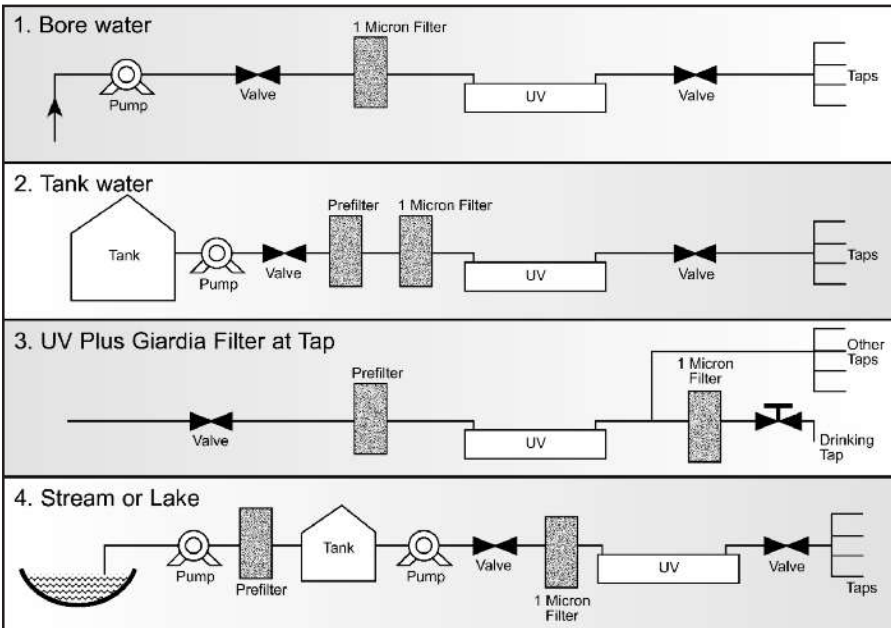 1. Bore water
1 Micron Filter
Pump
Valve
UV
Valve
Taps
2. Tank water
Prefilter
1 Micron Filter
Tank
Pump
Valve
UV
Valve
Taps
3. UV Plus Giardia Filter at Tap
Prefilter
1 Micron
Filter
Other
Taps
Valve
UV
Drinking
Tap
4. Stream or Lake
Pump
Prefilter
Tank
Pump
Valve
1 Micron
Filter
UV
Valve
Taps